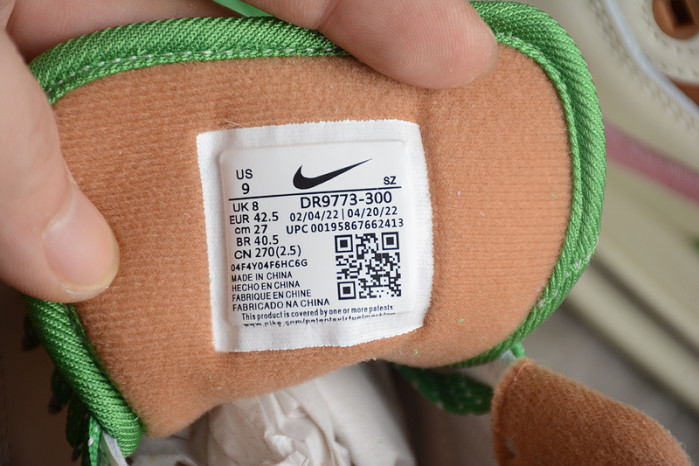 US
9
SZ
UK 8
DR9773-300
EUR 42.5
02/04/22 | 04/20/22
cm 27
UPC 00195867662413
BR 40.5
CN 270(2.5)
04F4Y04F6HC6G
MADE IN CHINA
HECHO EN CHINA
FABRIQUE EN CHINE
FABRICADO NA CHINA
This product is covered by one or more patents